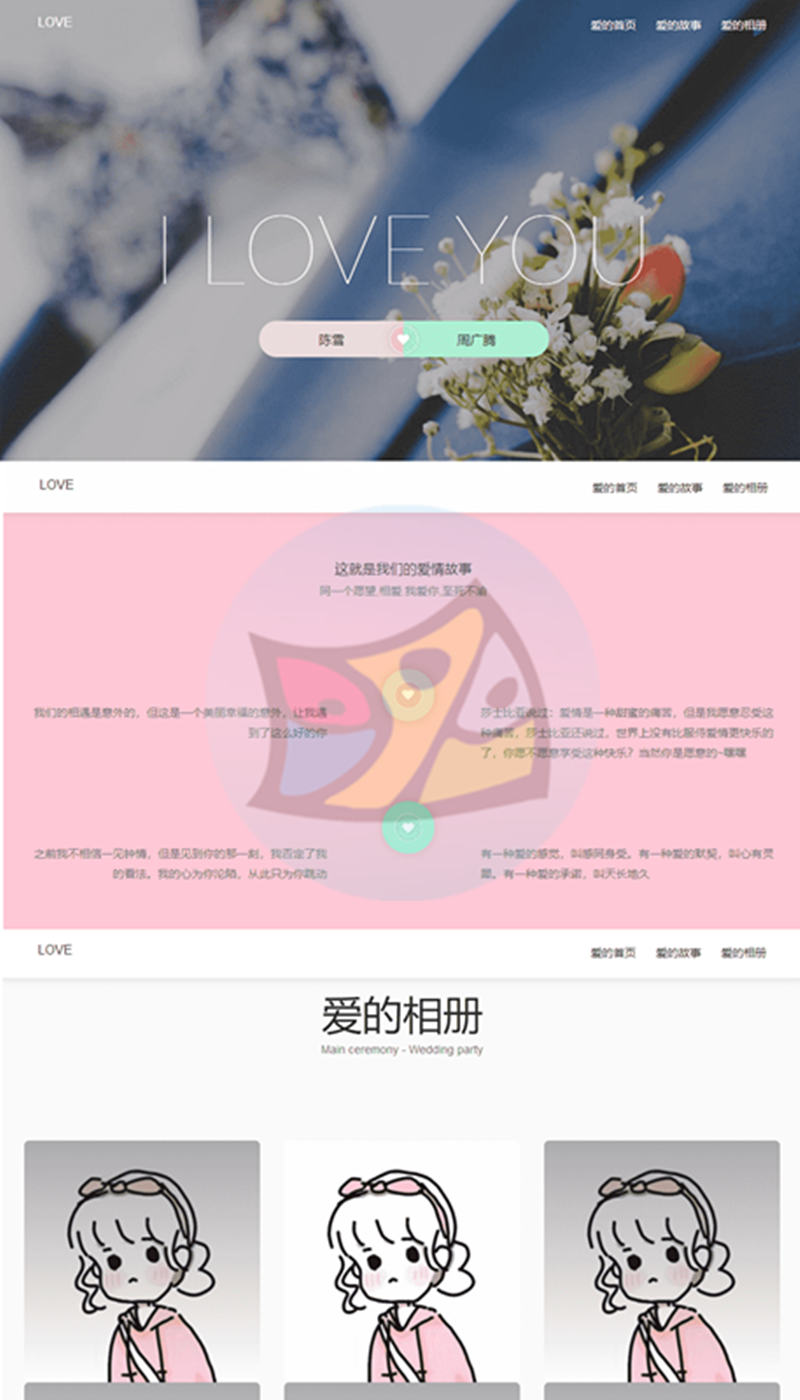 LOVE 爱的首页 爱的故事 爱的相册
I LOVE YOU
陈雪 周广腾
LOVE 爱的首页 爱的故事 爱的相册
这就是我们的爱情故事
同一个愿望,相爱.我爱你,至死不渝
我们的相遇是意外的，但这是一个美丽幸福的意外，让我遇
到了这么好的你
莎士比亚说过：爱情是一种甜蜜的痛苦，但是我愿意忍受这
种痛苦，莎士比亚还说过，世界上没有比服侍爱情更快乐的
了，你愿不愿意享受这种快乐？当然你是愿意的~嘿嘿
之前我不相信一见钟情，但是见到你的那一刻，我否定了我
的看法。我的心为你沦陷，从此只为你跳动
有一种爱的感觉，叫感同身受。有一种爱的默契，叫心有灵
犀。有一种爱的承诺，叫天长地久
LOVE 爱的首页 爱的故事 爱的相册
爱的相册
Main ceremony - Wedding party